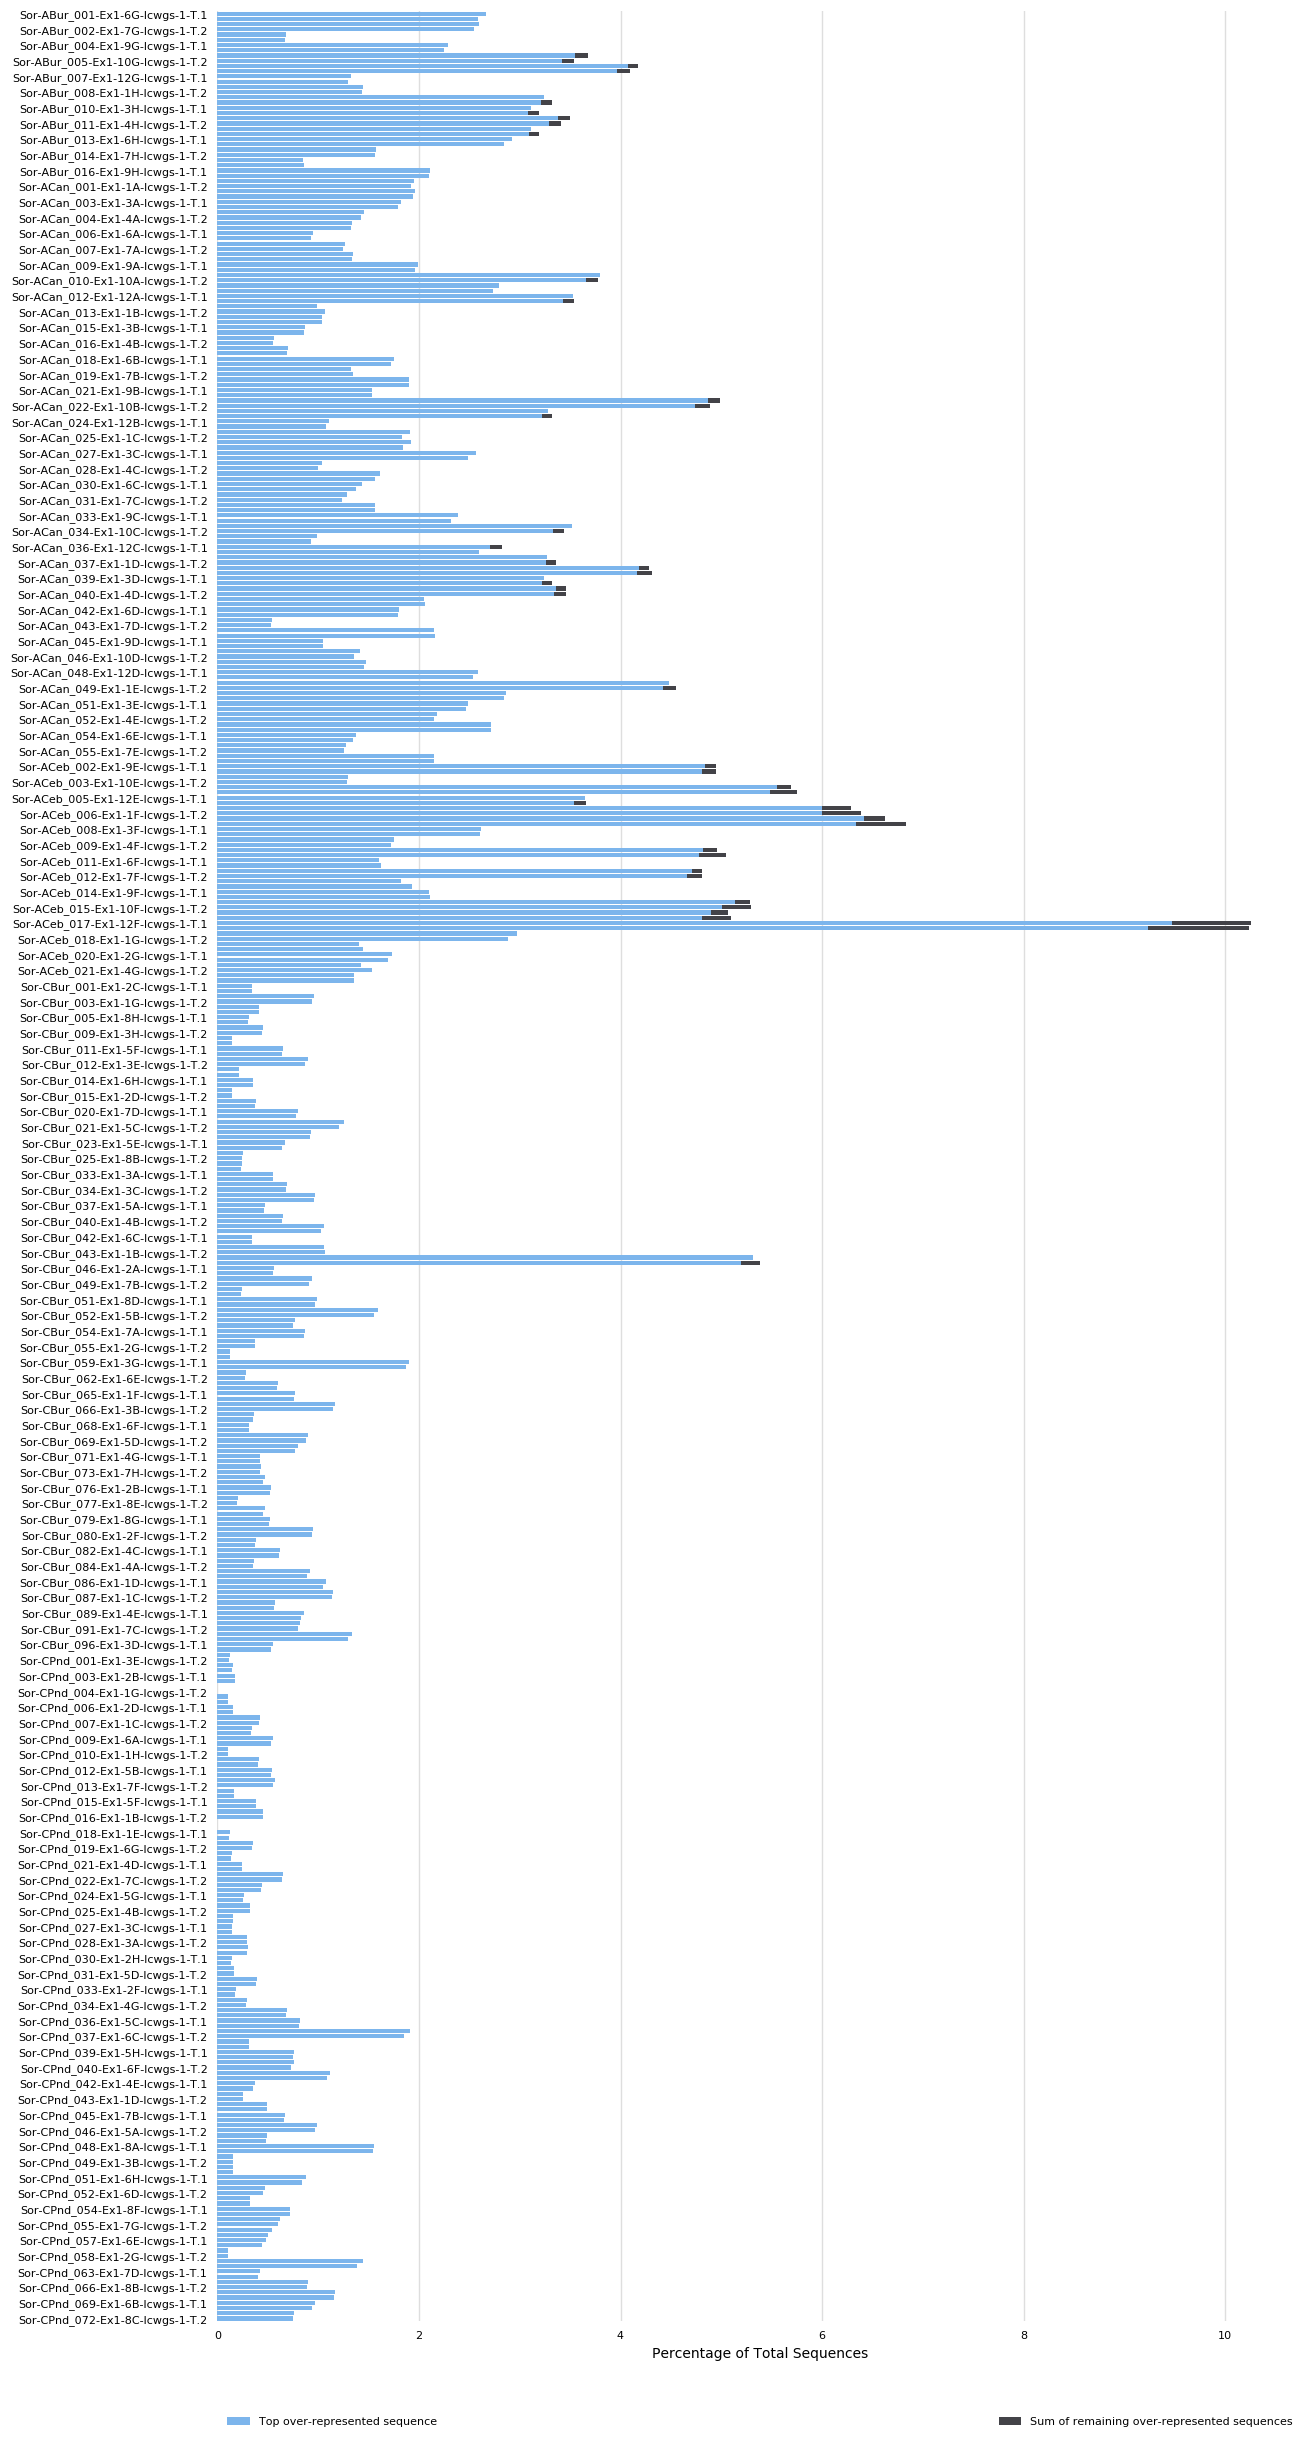 Sor-ABur_001-Ex1-6G-lcwgs-1-T.1
Sor-ABur_002-Ex1-7G-lcwgs-1-T.2
Sor-ABur_004-Ex1-9G-lcwgs-1-T.1
Sor-ABur_005-Ex1-10G-lcwgs-1-T.2
Sor-ABur_007-Ex1-12G-lcwgs-1-T.1
Sor-ABur_008-Ex1-1H-lcwgs-1-T.2
Sor-ABur_010-Ex1-3H-lcwgs-1-T.1
Sor-ABur_011-Ex1-4H-lcwgs-1-T.2
Sor-ABur_013-Ex1-6H-lcwgs-1-T.1
Sor-ABur_014-Ex1-7H-lcwgs-1-T.2
Sor-ABur_016-Ex1-9H-lcwgs-1-T.1
Sor-ACan_001-Ex1-1A-lcwgs-1-T.2
Sor-ACan_003-Ex1-3A-lcwgs-1-T.1
Sor-ACan_004-Ex1-4A-lcwgs-1-T.2
Sor-ACan_006-Ex1-6A-lcwgs-1-T.1
Sor-ACan_007-Ex1-7A-lcwgs-1-T.2
Sor-ACan_009-Ex1-9A-lcwgs-1-T.1
Sor-ACan_010-Ex1-10A-lcwgs-1-T.2
Sor-ACan_012-Ex1-12A-lcwgs-1-T.1
Sor-ACan_013-Ex1-1B-lcwgs-1-T.2
Sor-ACan_015-Ex1-3B-lcwgs-1-T.1
Sor-ACan_016-Ex1-4B-lcwgs-1-T.2
Sor-ACan_018-Ex1-6B-lcwgs-1-T.1
Sor-ACan_019-Ex1-7B-lcwgs-1-T.2
Sor-ACan_021-Ex1-9B-lcwgs-1-T.1
Sor-ACan_022-Ex1-10B-lcwgs-1-T.2
Sor-ACan_024-Ex1-12B-lcwgs-1-T.1
Sor-ACan_025-Ex1-1C-lcwgs-1-T.2
Sor-ACan_027-Ex1-3C-lcwgs-1-T.1
Sor-ACan_028-Ex1-4C-lcwgs-1-T.2
Sor-ACan_030-Ex1-6C-lcwgs-1-T.1
Sor-ACan_031-Ex1-7C-lcwgs-1-T.2
Sor-ACan_033-Ex1-9C-lcwgs-1-T.1
Sor-ACan_034-Ex1-10C-lcwgs-1-T.2
Sor-ACan_036-Ex1-12C-lcwgs-1-T.1
Sor-ACan_037-Ex1-1D-lcwgs-1-T.2
Sor-ACan_039-Ex1-3D-lcwgs-1-T.1
Sor-ACan_040-Ex1-4D-lcwgs-1-T.2
Sor-ACan_042-Ex1-6D-lcwgs-1-T.1
Sor-ACan_043-Ex1-7D-lcwgs-1-T.2
Sor-ACan_045-Ex1-9D-lcwgs-1-T.1
Sor-ACan_046-Ex1-10D-lcwgs-1-T.2
Sor-ACan_048-Ex1-12D-lcwgs-1-T.1
Sor-ACan_049-Ex1-1E-lcwgs-1-T.2
Sor-ACan_051-Ex1-3E-lcwgs-1-T.1
Sor-ACan_052-Ex1-4E-lcwgs-1-T.2
Sor-ACan_054-Ex1-6E-lcwgs-1-T.1
Sor-ACan_055-Ex1-7E-lcwgs-1-T.2
Sor-ACeb_002-Ex1-9E-lcwgs-1-T.1
Sor-ACeb_003-Ex1-10E-lcwgs-1-T.2
Sor-ACeb_005-Ex1-12E-lcwgs-1-T.1
Sor-ACeb_006-Ex1-1F-lcwgs-1-T.2
Sor-ACeb_008-Ex1-3F-lcwgs-1-T.1
Sor-ACeb_009-Ex1-4F-lcwgs-1-T.2
Sor-ACeb_011-Ex1-6F-lcwgs-1-T.1
Sor-ACeb_012-Ex1-7F-lcwgs-1-T.2
Sor-ACeb_014-Ex1-9F-lcwgs-1-T.1
Sor-ACeb_015-Ex1-10F-lcwgs-1-T.2
Sor-ACeb_017-Ex1-12F-lcwgs-1-T.1
Sor-ACeb_018-Ex1-1G-lcwgs-1-T.2
Sor-ACeb_020-Ex1-2G-lcwgs-1-T.1
Sor-ACeb_021-Ex1-4G-lcwgs-1-T.2
Sor-CBur_001-Ex1-2C-lcwgs-1-T.1
Sor-CBur_003-Ex1-1G-lcwgs-1-T.2
Sor-CBur_005-Ex1-8H-lcwgs-1-T.1
Sor-CBur_009-Ex1-3H-lcwgs-1-T.2
Sor-CBur_011-Ex1-5F-lcwgs-1-T.1
Sor-CBur_012-Ex1-3E-lcwgs-1-T.2
Sor-CBur_014-Ex1-6H-lcwgs-1-T.1
Sor-CBur_015-Ex1-2D-lcwgs-1-T.2
Sor-CBur_020-Ex1-7D-lcwgs-1-T.1
Sor-CBur_021-Ex1-5C-lcwgs-1-T.2
Sor-CBur_023-Ex1-5E-lcwgs-1-T.1
Sor-CBur_025-Ex1-8B-lcwgs-1-T.2
Sor-CBur_033-Ex1-3A-lcwgs-1-T.1
Sor-CBur_034-Ex1-3C-lcwgs-1-T.2
Sor-CBur_037-Ex1-5A-lcwgs-1-T.1
Sor-CBur_040-Ex1-4B-lcwgs-1-T.2
Sor-CBur_042-Ex1-6C-lcwgs-1-T.1
Sor-CBur_043-Ex1-1B-lcwgs-1-T.2
Sor-CBur_046-Ex1-2A-lcwgs-1-T.1
Sor-CBur_049-Ex1-7B-lcwgs-1-T.2
Sor-CBur_051-Ex1-8D-lcwgs-1-T.1
Sor-CBur_052-Ex1-5B-lcwgs-1-T.2
Sor-CBur_054-Ex1-7A-lcwgs-1-T.1
Sor-CBur_055-Ex1-2G-lcwgs-1-T.2
Sor-CBur_059-Ex1-3G-lcwgs-1-T.1
Sor-CBur_062-Ex1-6E-lcwgs-1-T.2
Sor-CBur_065-Ex1-1F-lcwgs-1-T.1
Sor-CBur_066-Ex1-3B-lcwgs-1-T.2
Sor-CBur_068-Ex1-6F-lcwgs-1-T.1
Sor-CBur_069-Ex1-5D-lcwgs-1-T.2
Sor-CBur_071-Ex1-4G-lcwgs-1-T.1
Sor-CBur_073-Ex1-7H-lcwgs-1-T.2
Sor-CBur_076-Ex1-2B-lcwgs-1-T.1
Sor-CBur_077-Ex1-8E-lcwgs-1-T.2
Sor-CBur_079-Ex1-8G-lcwgs-1-T.1
Sor-CBur_080-Ex1-2F-lcwgs-1-T.2
Sor-CBur_082-Ex1-4C-lcwgs-1-T.1
Sor-CBur_084-Ex1-4A-lcwgs-1-T.2
Sor-CBur_086-Ex1-1D-lcwgs-1-T.1
Sor-CBur_087-Ex1-1C-lcwgs-1-T.2
Sor-CBur_089-Ex1-4E-lcwgs-1-T.1
Sor-CBur_091-Ex1-7C-lcwgs-1-T.2
Sor-CBur_096-Ex1-3D-lcwgs-1-T.1
Sor-CPnd_001-Ex1-3E-lcwgs-1-T.2
Sor-CPnd_003-Ex1-2B-lcwgs-1-T.1
Sor-CPnd_004-Ex1-1G-lcwgs-1-T.2
Sor-CPnd_006-Ex1-2D-lcwgs-1-T.1
Sor-CPnd_007-Ex1-1C-lcwgs-1-T.2
Sor-CPnd_009-Ex1-6A-lcwgs-1-T.1
Sor-CPnd_010-Ex1-1H-lcwgs-1-T.2
Sor-CPnd_012-Ex1-5B-lcwgs-1-T.1
Sor-CPnd_013-Ex1-7F-lcwgs-1-T.2
Sor-CPnd_015-Ex1-5F-lcwgs-1-T.1
Sor-CPnd_016-Ex1-1B-lcwgs-1-T.2
Sor-CPnd_018-Ex1-1E-lcwgs-1-T.1
Sor-CPnd_019-Ex1-6G-lcwgs-1-T.2
Sor-CPnd_021-Ex1-4D-lcwgs-1-T.1
Sor-CPnd_022-Ex1-7C-lcwgs-1-T.2
Sor-CPnd_024-Ex1-5G-lcwgs-1-T.1
Sor-CPnd_025-Ex1-4B-lcwgs-1-T.2
Sor-CPnd_027-Ex1-3C-lcwgs-1-T.1
Sor-CPnd_028-Ex1-3A-lcwgs-1-T.2
Sor-CPnd_030-Ex1-2H-lcwgs-1-T.1
Sor-CPnd_031-Ex1-5D-lcwgs-1-T.2
Sor-CPnd_033-Ex1-2F-lcwgs-1-T.1
Sor-CPnd_034-Ex1-4G-lcwgs-1-T.2
Sor-CPnd_036-Ex1-5C-lcwgs-1-T.1
Sor-CPnd_037-Ex1-6C-lcwgs-1-T.2
Sor-CPnd_039-Ex1-5H-lcwgs-1-T.1
Sor-CPnd_040-Ex1-6F-lcwgs-1-T.2
Sor-CPnd_042-Ex1-4E-lcwgs-1-T.1
Sor-CPnd_043-Ex1-1D-lcwgs-1-T.2
Sor-CPnd_045-Ex1-7B-lcwgs-1-T.1
Sor-CPnd_046-Ex1-5A-lcwgs-1-T.2
Sor-CPnd_048-Ex1-8A-lcwgs-1-T.1
Sor-CPnd_049-Ex1-3B-lcwgs-1-T.2
Sor-CPnd_051-Ex1-6H-lcwgs-1-T.1
Sor-CPnd_052-Ex1-6D-lcwgs-1-T.2
Sor-CPnd_054-Ex1-8F-lcwgs-1-T.1
Sor-CPnd_055-Ex1-7G-lcwgs-1-T.2
Sor-CPnd_057-Ex1-6E-lcwgs-1-T.1
Sor-CPnd_058-Ex1-2G-lcwgs-1-T.2
Sor-CPnd_063-Ex1-7D-lcwgs-1-T.1
Sor-CPnd_066-Ex1-8B-lcwgs-1-T.2
Sor-CPnd_069-Ex1-6B-lcwgs-1-T.1
Sor-CPnd_072-Ex1-8C-lcwgs-1-T.2
0 2 4 6 8 10
Percentage of Total Sequences
Top over-represented sequence
Sum of remaining over-represented sequences